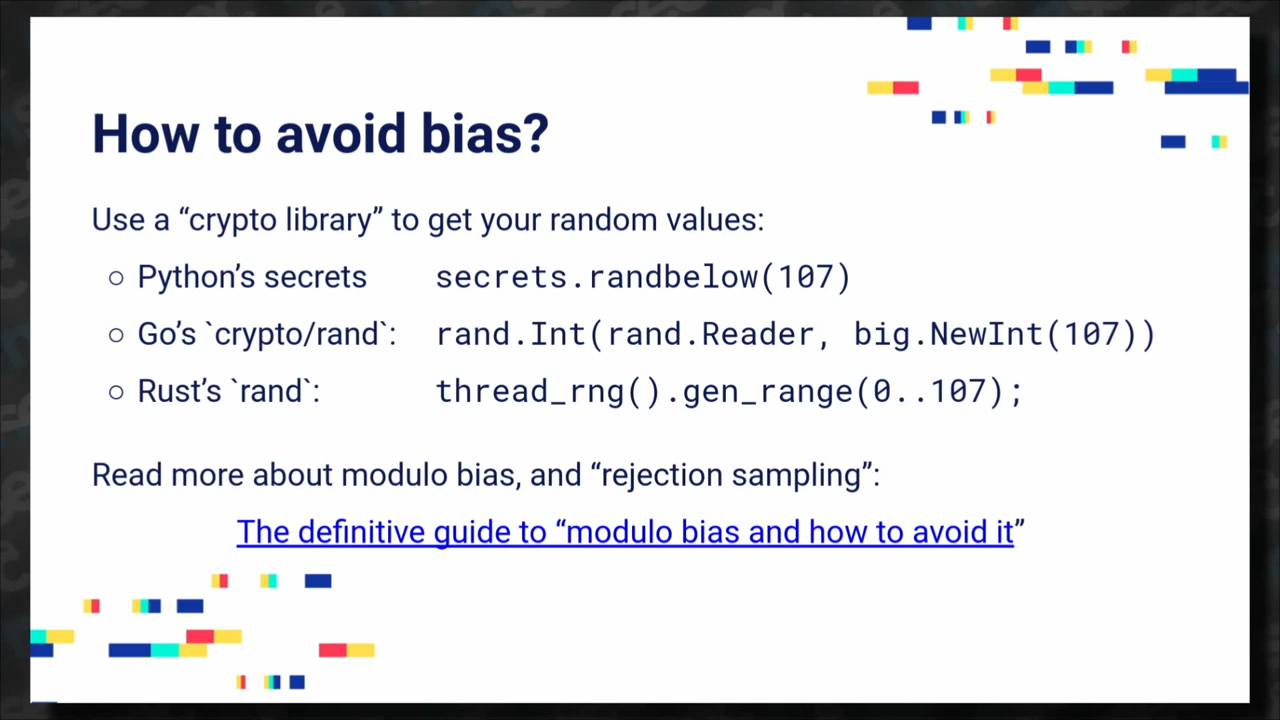 How to avoid bias?
Use a “crypto library” to get your random values:
○ Python’s secrets secrets.randbelow(107)
○ Go’s `crypto/rand`: rand.Int(rand.Reader, big.NewInt(107))
○ Rust’s `rand`: thread_rng().gen_range(0..107);
Read more about modulo bias, and “rejection sampling”:
The definitive guide to “modulo bias and how to avoid it”